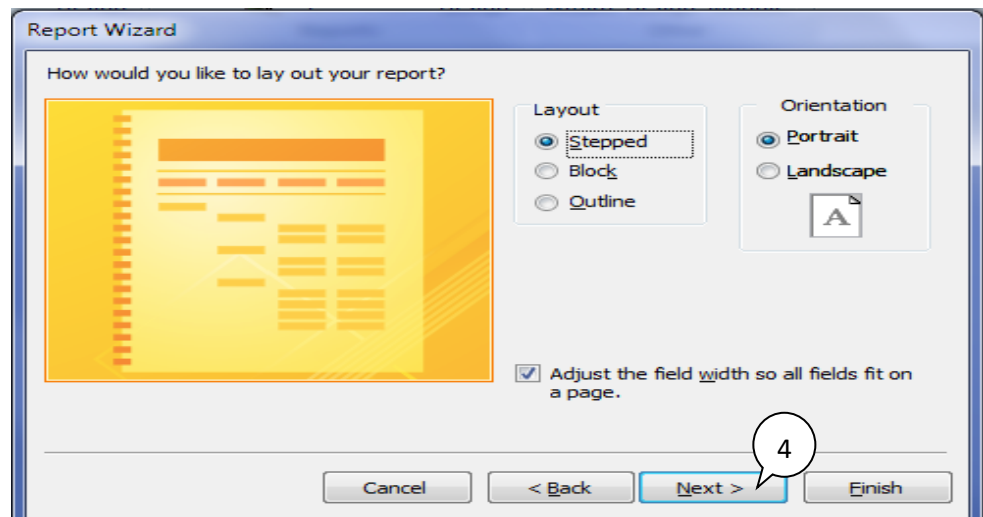 Report Wizard
How would you like to lay out your report?
Layout
Stepped
Block
Outline
Orientation
Portrait
Landscape
A
Adjust the field width so all fields fit on
a page.
4
Cancel
< Back
Next >
Finish